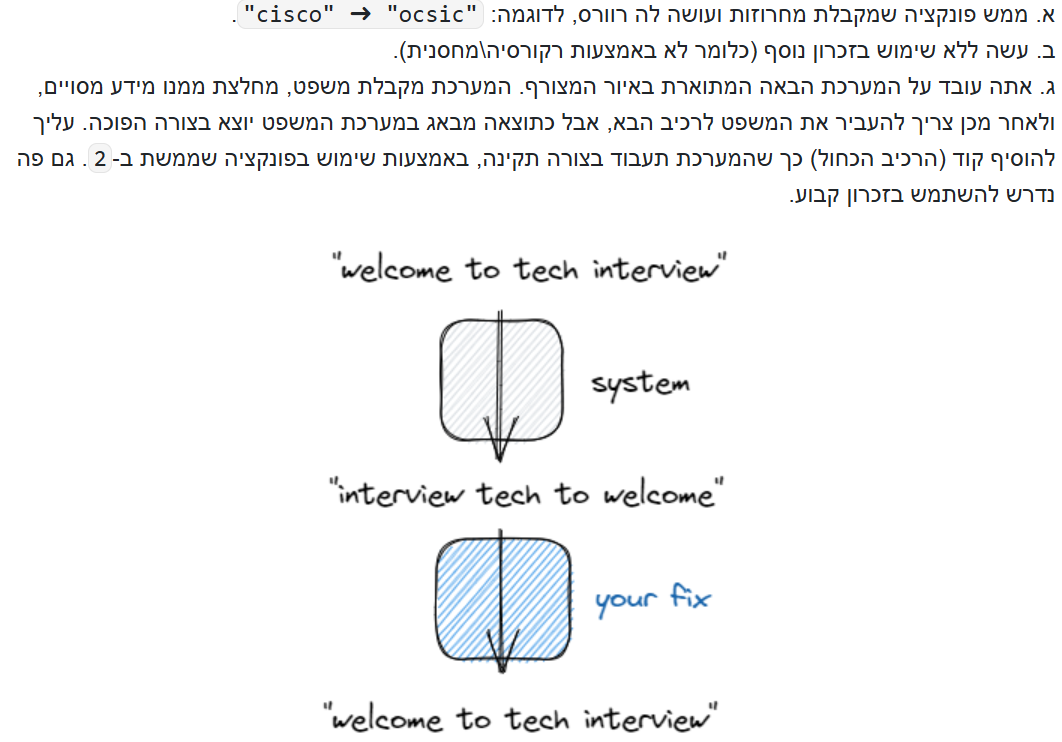 א. ממש פונקציה שמקבלת מחרוזות ועושה לה רוורס, לדוגמה: "cisco" → "ocsic".
ב. עשה ללא שימוש בזכרון נוסף (כלומר לא באמצעות רקורסיה\מחסנית).
ג. אתה עובד על המערכת הבאה המתוארת באיור המצורף. המערכת מקבלת משפט, מחלצת ממנו מידע מסויים,
ולאחר מכן צריך להעביר את המשפט לרכיב הבא, אבל כתוצאה מבאג במערכת המשפט יוצא בצורה הפוכה. עליך
להוסיף קוד (הרכיב הכחול) כך שהמערכת תעבוד בצורה תקינה, באמצעות שימוש בפונקציה שממשת ב-2. גם פה
נדרש להשתמש בזכרון קבוע.
"welcome to tech interview"
system
"interview tech to welcome"
your fix
"welcome to tech interview"